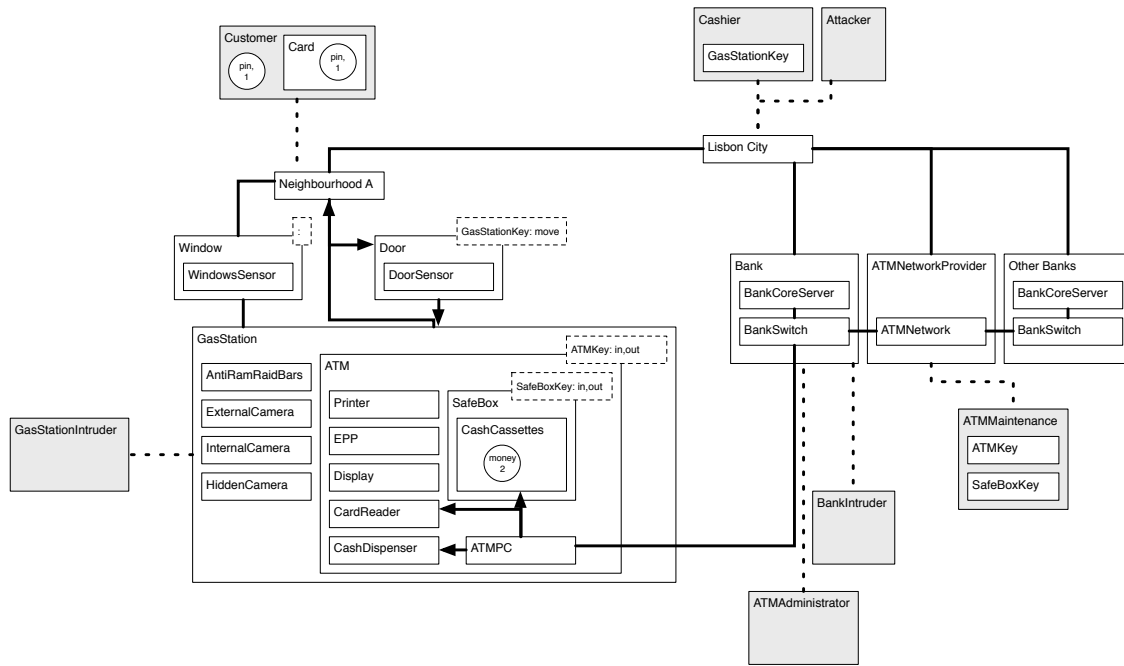 Customer
Card
pin,
1
pin,
1
Cashier
GasStationKey
Attacker
Lisbon City
Neighbourhood A
:
GasStationKey: move
Window
WindowsSensor
Door
DoorSensor
Bank
BankCoreServer
BankSwitch
ATMNetworkProvider
ATMNetwork
Other Banks
BankCoreServer
BankSwitch
GasStation
AntiRamRaidBars
ExternalCamera
InternalCamera
HiddenCamera
ATMKey: in,out
ATM
Printer
EPP
Display
CardReader
CashDispenser
SafeBoxKey: in,out
SafeBox
CashCassettes
money
2
ATMPC
GasStationIntruder
ATMMaintenance
ATMKey
SafeBoxKey
BankIntruder
ATMAdministrator